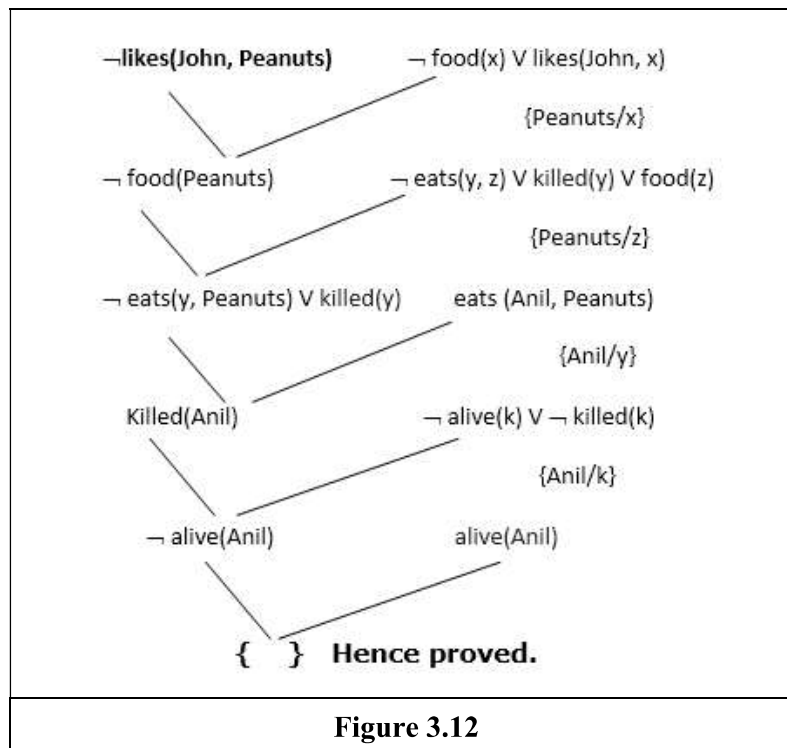 ¬likes(John, Peanuts) ¬ food(x) V likes(John, x)
{Peanuts/x}
¬ food(Peanuts) ¬ eats(y, z) V killed(y) V food(z)
{Peanuts/z}
¬ eats(y, Peanuts) V killed(y) eats (Anil, Peanuts)
{Anil/y}
Killed(Anil) ¬ alive(k) V ¬ killed(k)
{Anil/k}
¬ alive(Anil) alive(Anil)
{ } Hence proved.
Figure 3.12